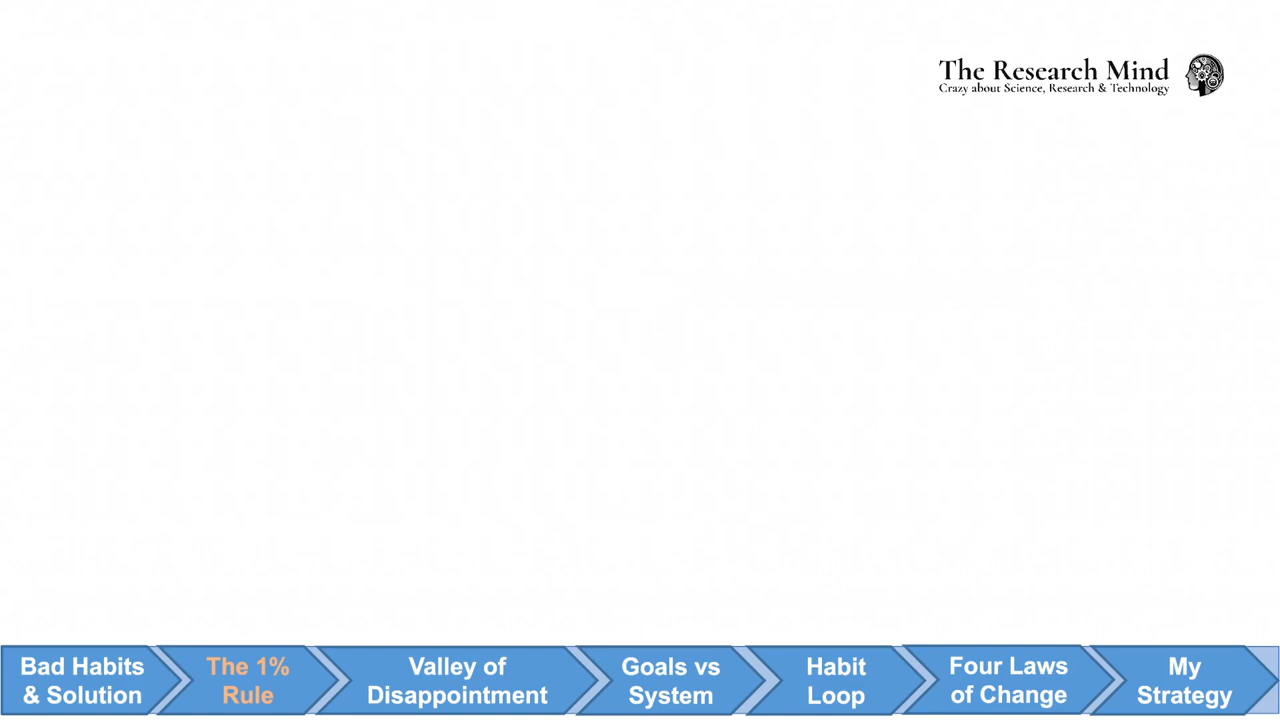 The Research Mind
Crazy about Science, Research & Technology
Bad Habits
& Solution
The 1%
Rule
Valley of
Disappointment
Goals vs
System
Habit
Loop
Four Laws
of Change
My
Strategy